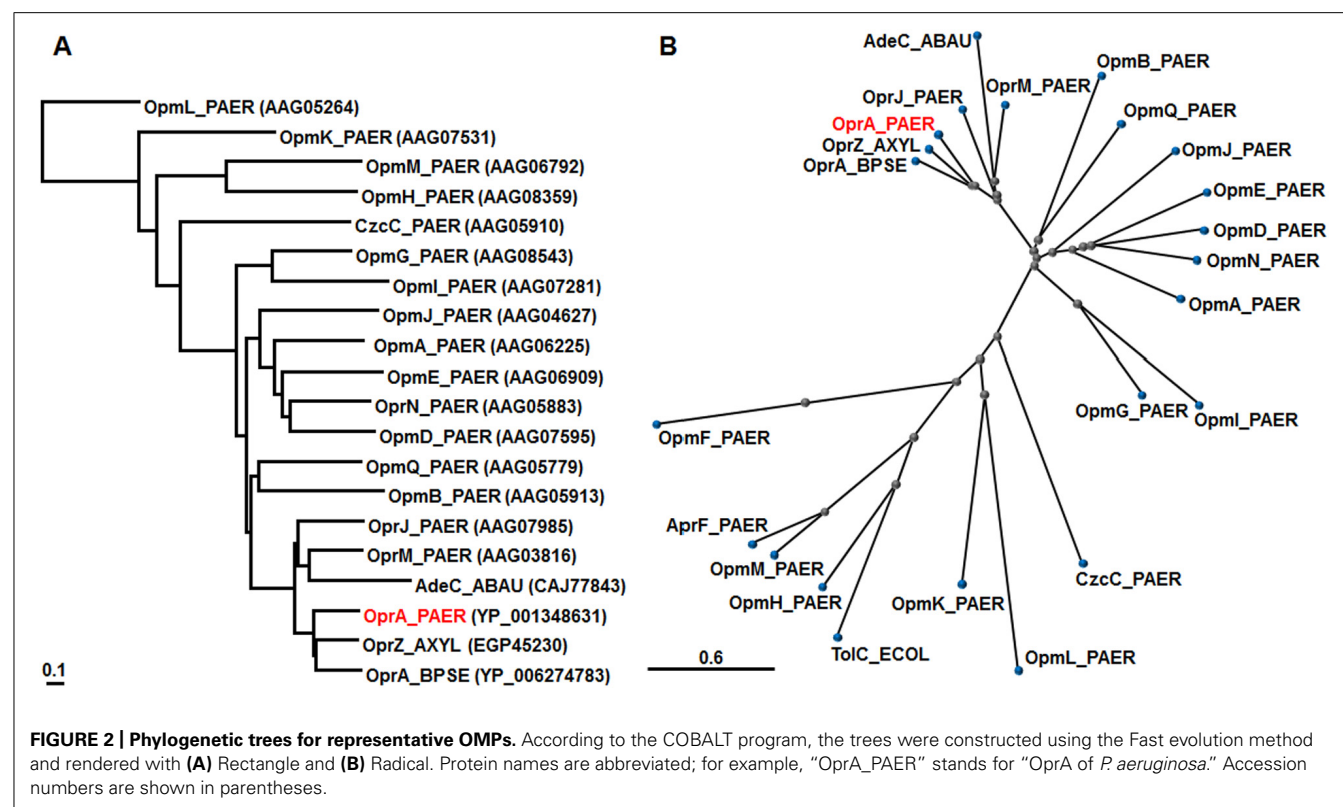 A
OpmL_PAER (AAG05264)
OpmK_PAER (AAG07531)
OpmM_PAER (AAG06792)
OpmH_PAER (AAG08359)
CzcC_PAER (AAG05910)
OpmG_PAER (AAG08543)
OpmI_PAER (AAG07281)
OpmJ_PAER (AAG04627)
OpmA_PAER (AAG06225)
OpmE_PAER (AAG06909)
OprN_PAER (AAG05883)
OpmD_PAER (AAG07595)
OpmQ_PAER (AAG05779)
OpmB_PAER (AAG05913)
OprJ_PAER (AAG07985)
OprM_PAER (AAG03816)
AdeC_ABAU (CAJ77843)
OprA_PAER (YP_001348631)
OprZ_AXYL (EGP45230)
OprA_BPSE (YP_006274783)
0.1
B
AdeC_ABAU
OpmB_PAER
OprM_PAER
OprJ_PAER
OpmQ_PAER
OprA_PAER
OprZ_AXYL
OprA_BPSE
OpmJ_PAER
OpmE_PAER
OpmD_PAER
OpmN_PAER
OpmA_PAER
OpmG_PAER
OpmI_PAER
OpmF_PAER
AprF_PAER
OpmM_PAER
OpmH_PAER
TolC_ECOL
OpmK_PAER
CzcC_PAER
OpmL_PAER
0.6
FIGURE 2 | Phylogenetic trees for representative OMPs. According to the COBALT program, the trees were constructed using the Fast evolution method
and rendered with (A) Rectangle and (B) Radical. Protein names are abbreviated; for example, “OprA_PAER” stands for “OprA of P. aeruginosa.” Accession
numbers are shown in parentheses.